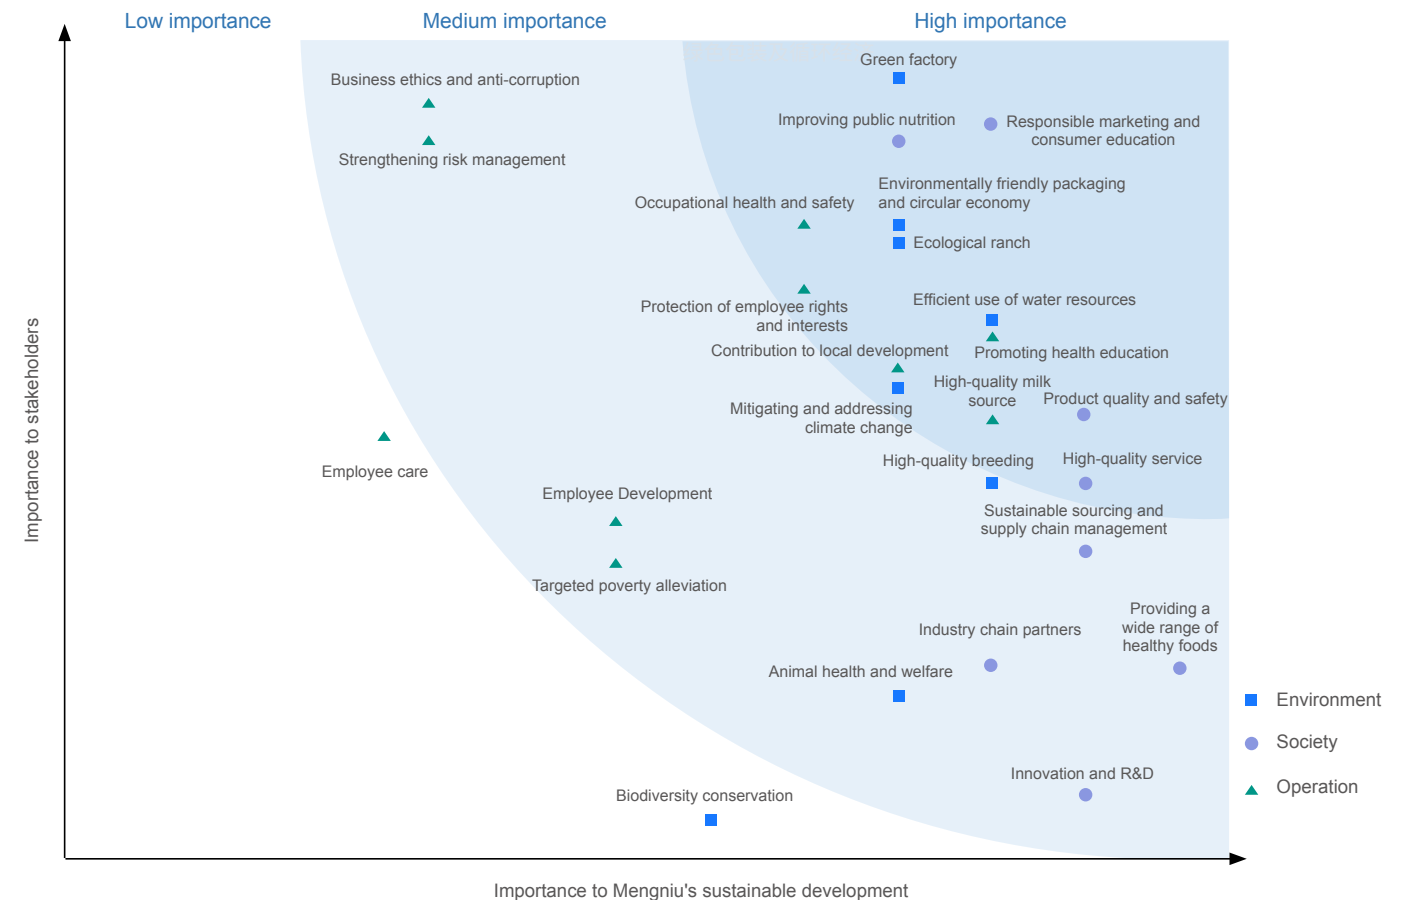 Low importance
Medium importance
High importance
Green factory
Business ethics and anti-corruption
Improving public nutrition
Responsible marketing and
consumer education
Strengthening risk management
Environmentally friendly packaging
and circular economy
Occupational health and safety
Ecological ranch
Efficient use of water resources
Protection of employee rights
and interests
Contribution to local development
Promoting health education
High-quality milk
source
Product quality and safety
Mitigating and addressing
climate change
High-quality breeding
High-quality service
Employee care
Employee Development
Sustainable sourcing and
supply chain management
Targeted poverty alleviation
Providing a
wide range of
healthy foods
Industry chain partners
Animal health and welfare
Innovation and R&D
Biodiversity conservation
Environment
Society
Operation
Importance to stakeholders
Importance to Mengniu's sustainable development